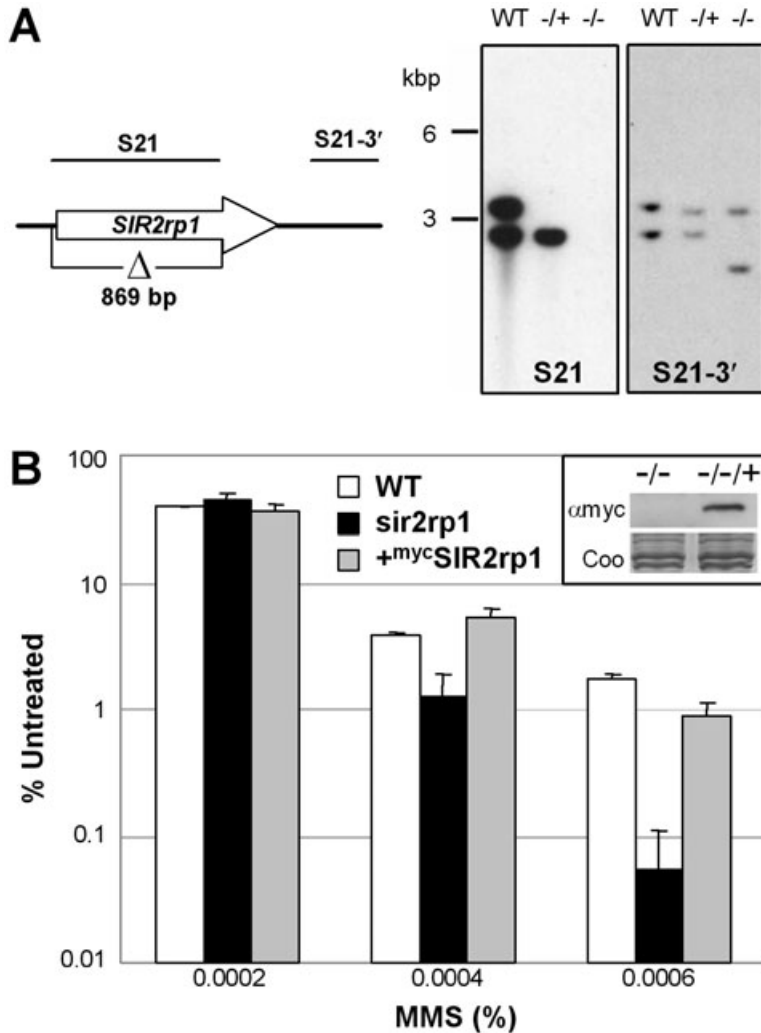 A
WT -/+ -/-
WT -/+ -/-
kbp
6
3
S21
S21-3′
SIR2rp1
Δ
869 bp
S21
S21-3′
B
% Untreated
100
10
1
0.1
0.01
WT
sir2rp1
+mycSIR2rp1
-/- -/-/+
αmyc
Coo
0.0002
0.0004
0.0006
MMS (%)